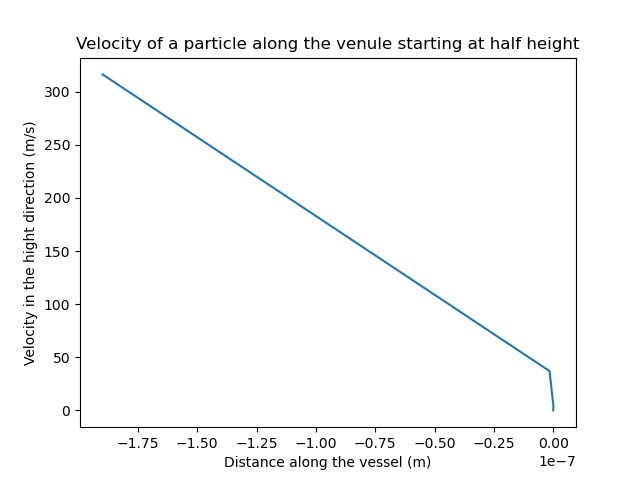 Velocity of a particle along the venule starting at half height
300
250
200
150
100
50
0
Velocity in the hight direction (m/s)
−1.75 −1.50 −1.25 −1.00 −0.75 −0.50 −0.25 0.00
1e−7
Distance along the vessel (m)